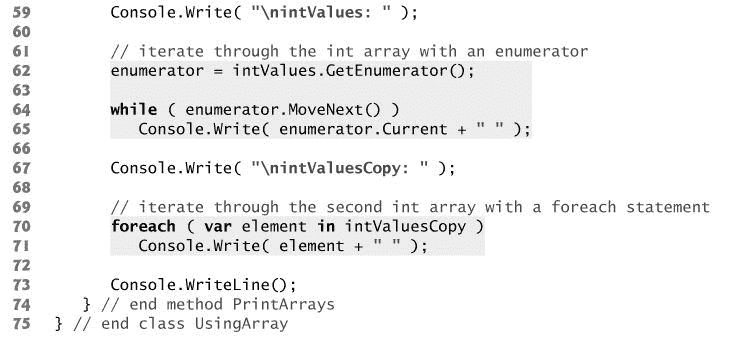 59 Console.Write( "\nintValues: " );
60
61 // iterate through the int array with an enumerator
62 enumerator = intValues.GetEnumerator();
63
64 while ( enumerator.MoveNext() )
65 Console.Write( enumerator.Current + " " );
66
67 Console.Write( "\nintValuesCopy: " );
68
69 // iterate through the second int array with a foreach statement
70 foreach ( var element in intValuesCopy )
71 Console.Write( element + " " );
72
73 Console.WriteLine();
74 } // end method PrintArrays
75 } // end class UsingArray